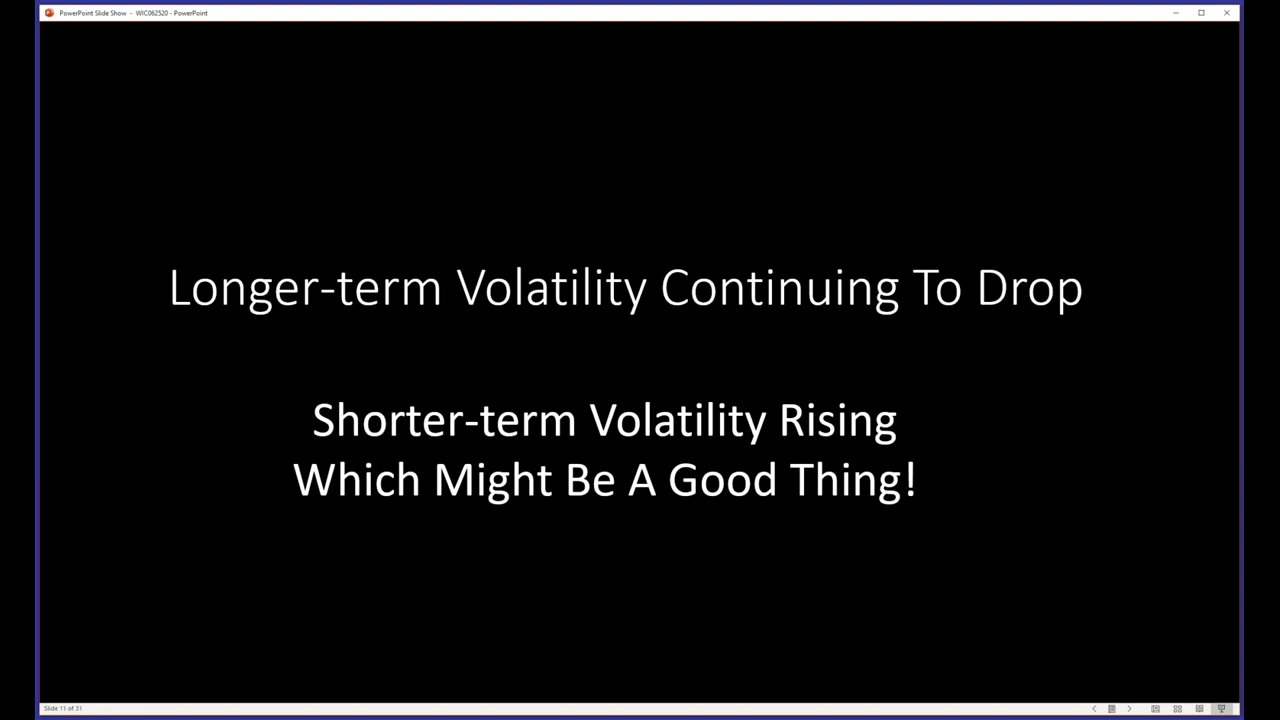 PowerPoint Slide Show - WIC062520 - PowerPoint
Longer-term Volatility Continuing To Drop
Shorter-term Volatility Rising
Which Might Be A Good Thing!
Slide 11 of 31